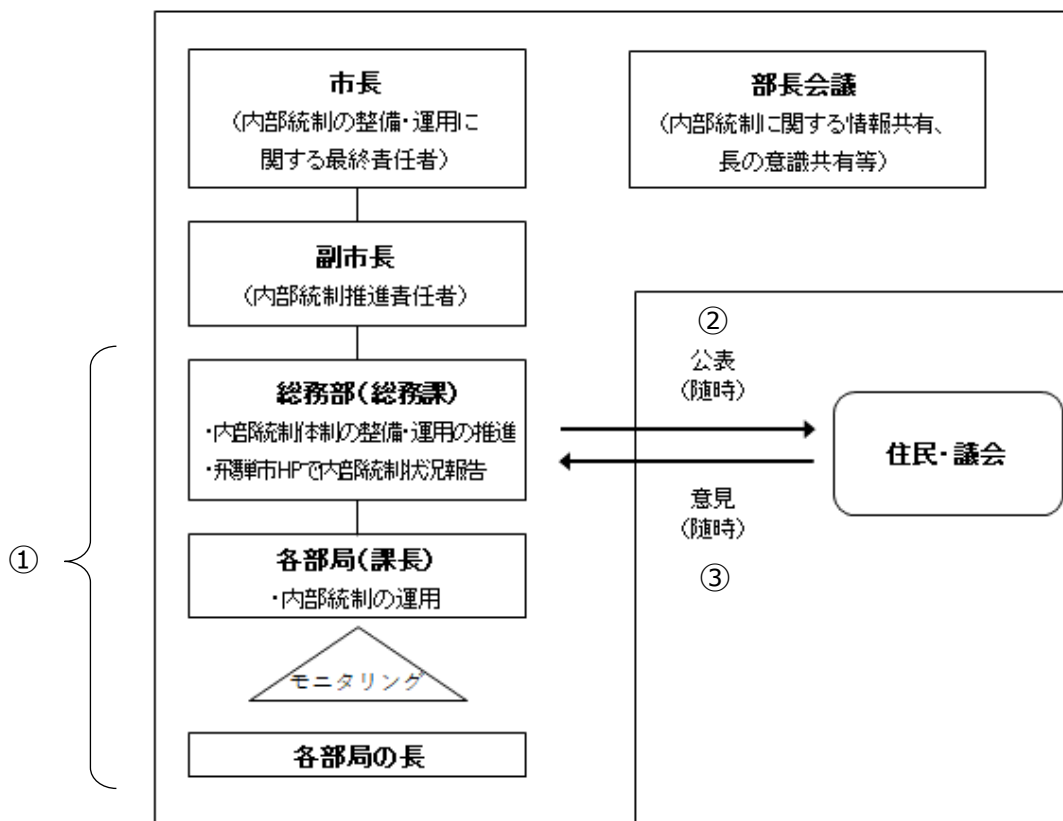 市長
（内部統制の整備・運用に
関する最終責任者）
部長会議
（内部統制に関する情報共有、
長の意識共有等）
副市長
（内部統制推進責任者）
①
総務部（総務課）
・内部統制体制の整備・運用の推進
・飛騨市HPで内部統制状況報告
②
公表
（随時）
住民・議会
意見
（随時）
③
各部局（課長）
・内部統制の運用
モニタリング
各部局の長